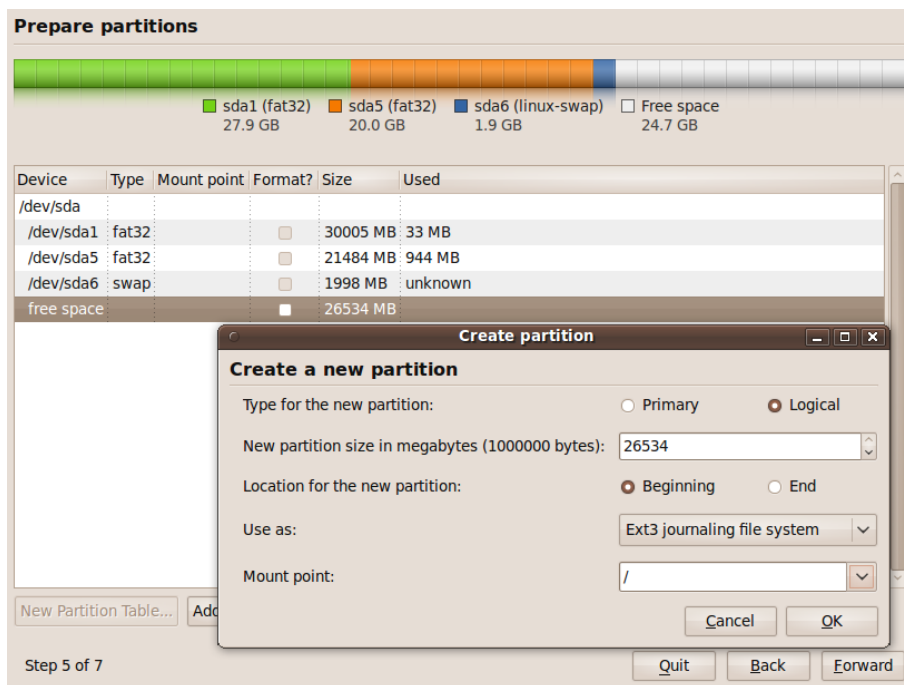 Prepare partitions
sda1 (fat32) sda5 (fat32) sda6 (linux-swap) Free space
27.9 GB 20.0 GB 1.9 GB 24.7 GB
Device Type Mount point Format? Size Used
/dev/sda
/dev/sda1 fat32 30005 MB 33 MB
/dev/sda5 fat32 21484 MB 944 MB
/dev/sda6 swap 1998 MB unknown
free space 26534 MB
Create partition
Create a new partition
Type for the new partition: Primary Logical
New partition size in megabytes (1000000 bytes): 26534
Location for the new partition: Beginning End
Use as: Ext3 journaling file system
Mount point: /
New Partition Table... Add
Cancel OK
Step 5 of 7 Quit Back Forward